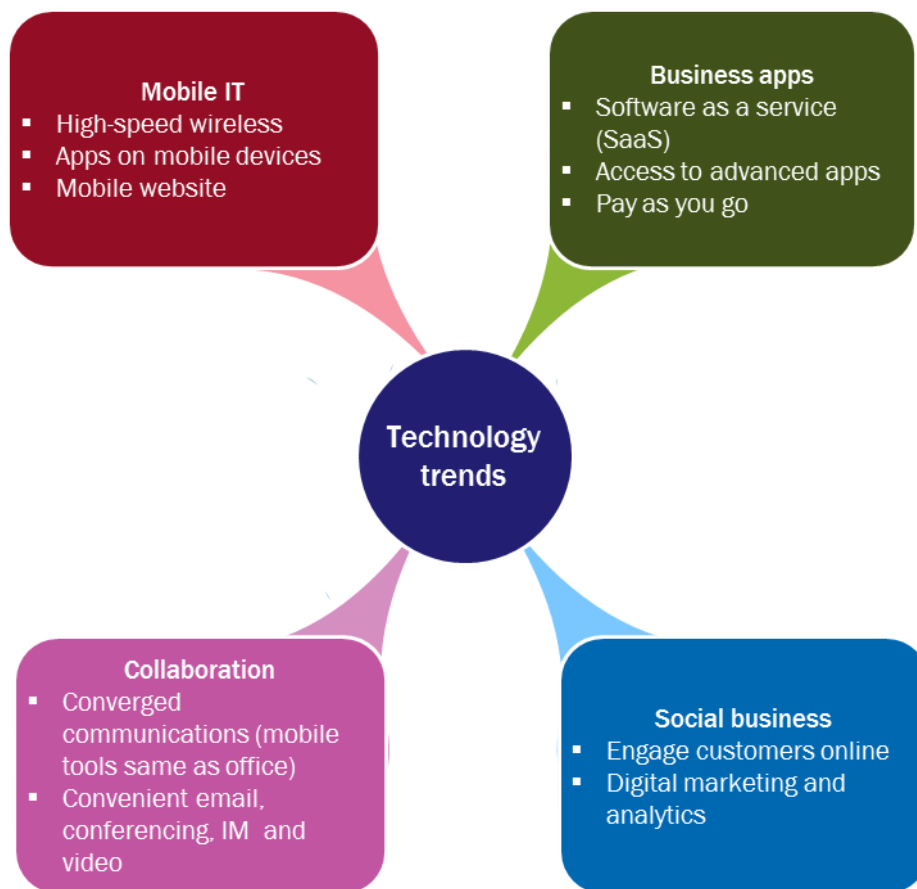 Mobile IT
▪ High-speed wireless
▪ Apps on mobile devices
▪ Mobile website
Business apps
▪ Software as a service
(SaaS)
▪ Access to advanced apps
▪ Pay as you go
Technology
trends
Collaboration
▪ Converged
communications (mobile
tools same as office)
▪ Convenient email,
conferencing, IM and
video
Social business
▪ Engage customers online
▪ Digital marketing and
analytics